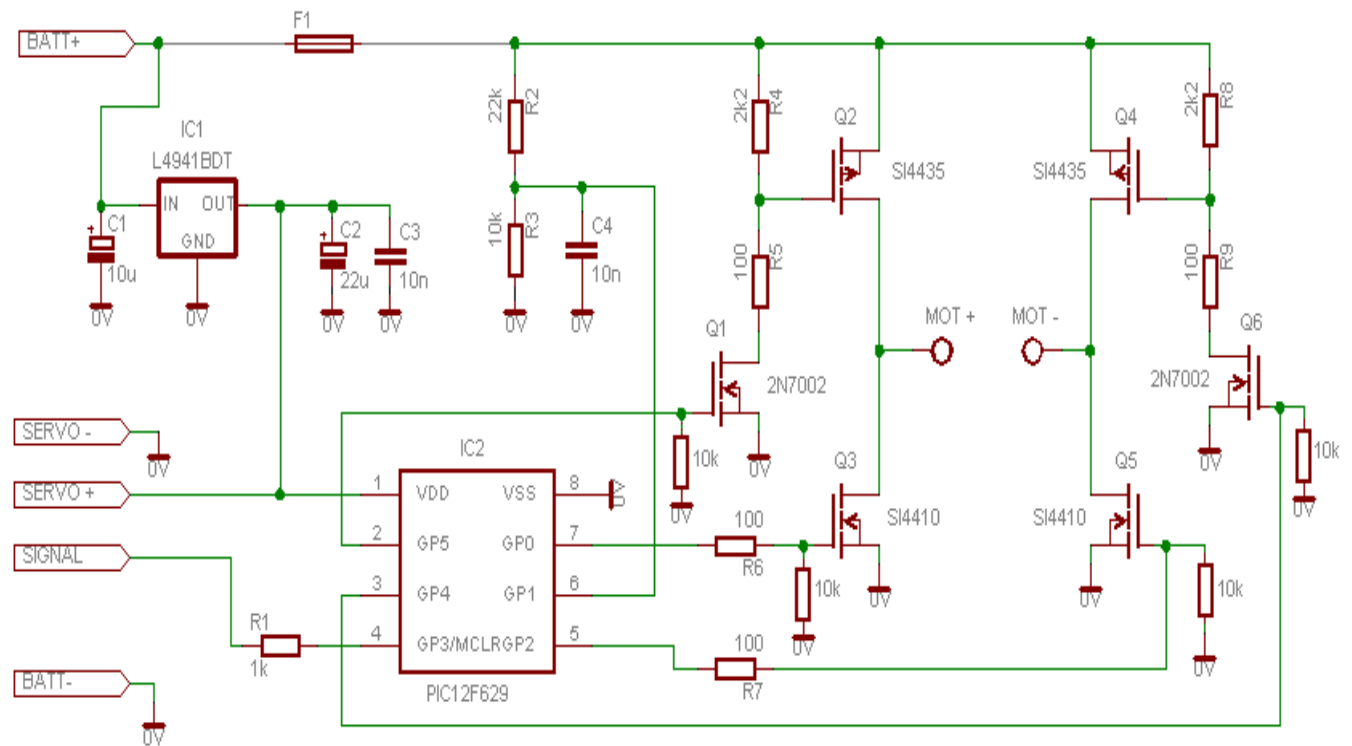 F1
BATT+
22k
R2
2k2
R4
Q2
Q4
2k2
R8
IC1
L4941BDT
SI4435
SI4435
IN OUT
GND
C1
10u
C2
22u
C3
10n
10k
R3
C4
10n
100
R5
100
R9
0V
0V
0V
0V
0V
0V
Q1
MOT +
MOT -
Q6
2N7002
2N7002
SERVO -
0V
IC2
10k
0V
0V
10k
Q3
Q5
SERVO +
1
VDD
VSS
8
0V
0V
0V
SI4410
SI4410
SIGNAL
2
GP5
GP0
7
100
R6
3
GP4
GP1
6
10k
10k
0V
0V
R1
1k
4
GP3/MCLRGP2
5
100
R7
0V
0V
BATT-
PIC12F629
0V